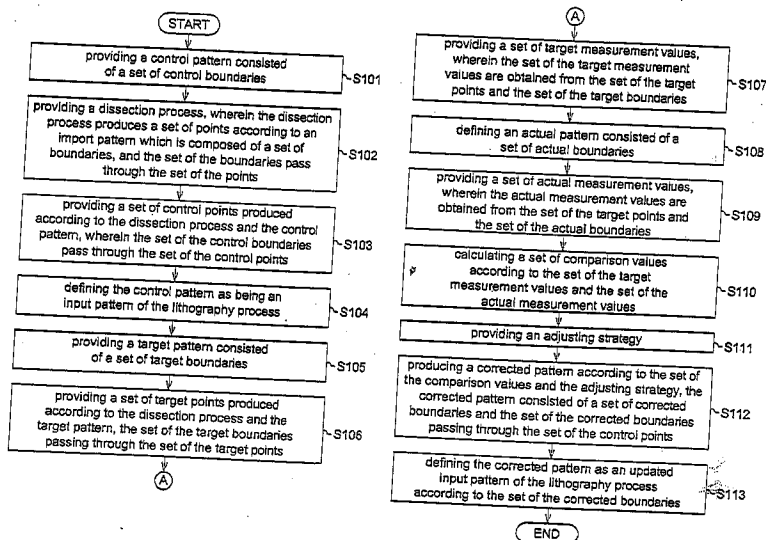 START
providing a control pattern consisted
of a set of control boundaries
S101
providing a dissection process, wherein the dissection
process produces a set of points according to an
import pattern which is composed of a set of
boundaries, and the set of the boundaries pass
through the set of the points
S102
providing a set of control points produced
according to the dissection process and the control
pattern, wherein the set of the control boundaries
pass through the set of the control points
S103
defining the control pattern as being an
input pattern of the lithography process
S104
providing a target pattern consisted
of a set of target boundaries
S105
providing a set of target points produced
according to the dissection process and the
target pattern, the set of the target boundaries
passing through the set of the target points
S106
A
A
providing a set of target measurement values,
wherein the set of the target measurement
values are obtained from the set of the target
points and the set of the target boundaries
S107
defining an actual pattern consisted of a
set of actual boundaries
S108
providing a set of actual measurement values,
wherein the actual measurement values are
obtained from the set of the target points and
the set of the actual boundaries
S109
calculating a set of comparison values
according to the set of the target
measurement values and the set of the
actual measurement values
S110
providing an adjusting strategy
S111
producing a corrected pattern according to the set of
the comparison values and the adjusting strategy, the
corrected pattern consisted of a set of corrected
boundaries and the set of the corrected boundaries
passing through the set of the control points
S112
defining the corrected pattern as an updated
input pattern of the lithography process
according to the set of the corrected boundaries
S113
END